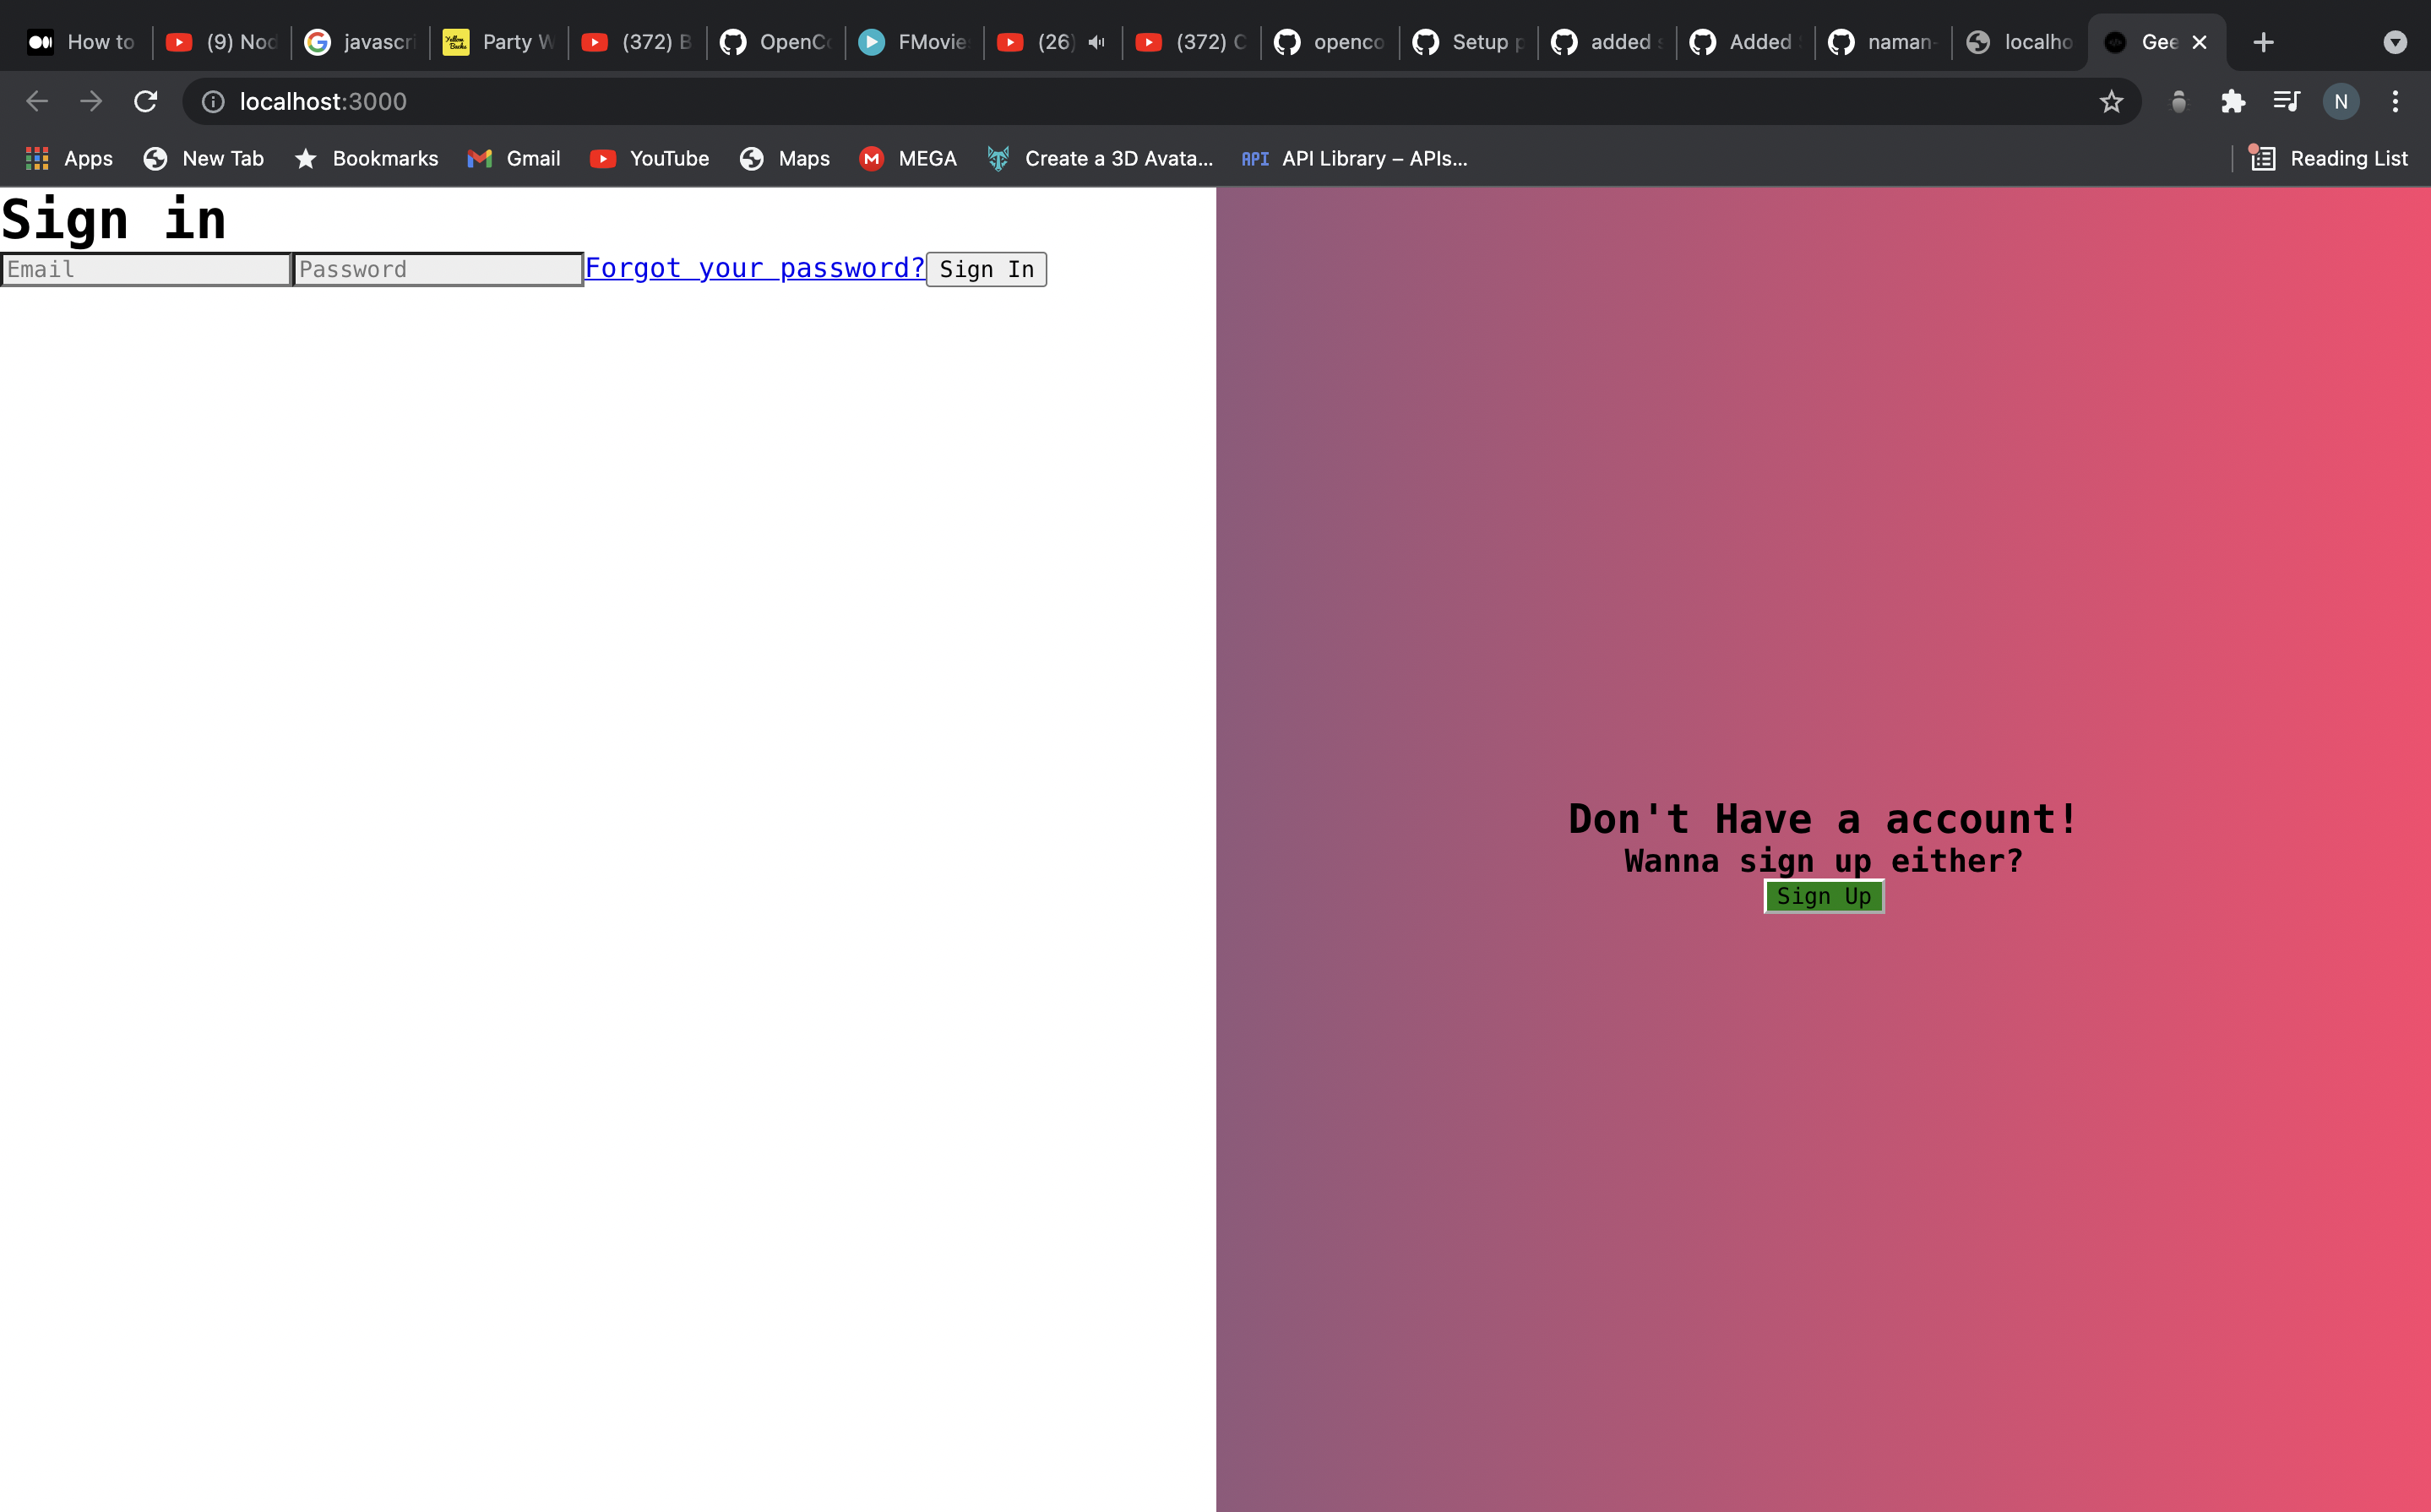 How to (9) Nod javascri Party W (372) B OpenCo FMovie (26) (372) C openco Setup p added s Added naman- localho Gee
localhost:3000 N
Apps New Tab Bookmarks Gmail YouTube Maps MEGA Create a 3D Avata... API API Library – APIs... Reading List
Sign in
Email Password Forgot your password? Sign In
Don't Have a account!
Wanna sign up either?
Sign Up